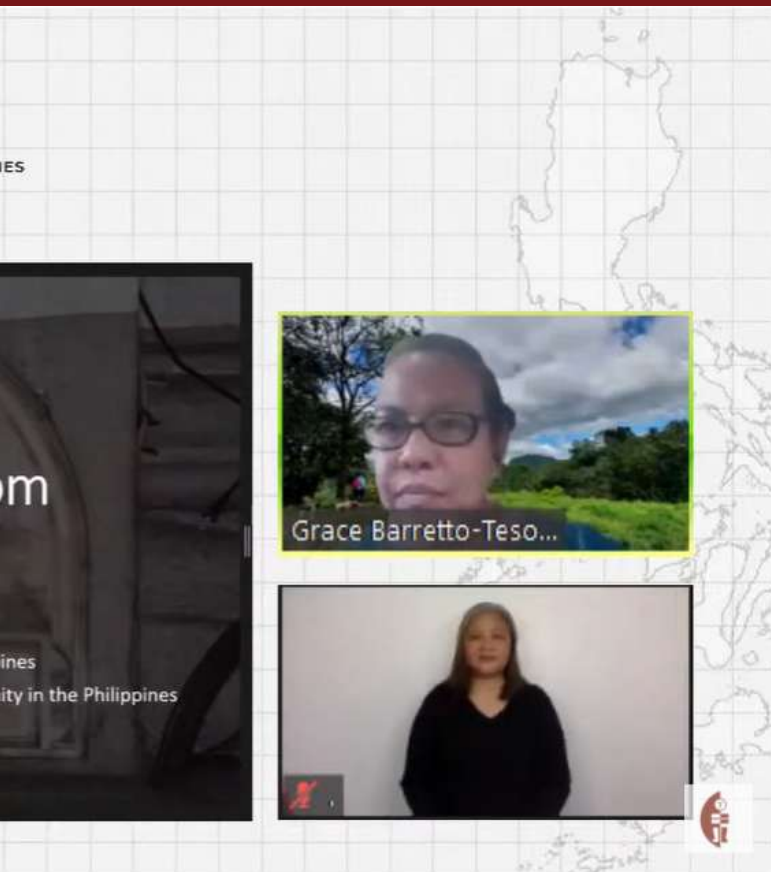 IES
om
ines
ity in the Philippines
Grace Barretto-Teso...